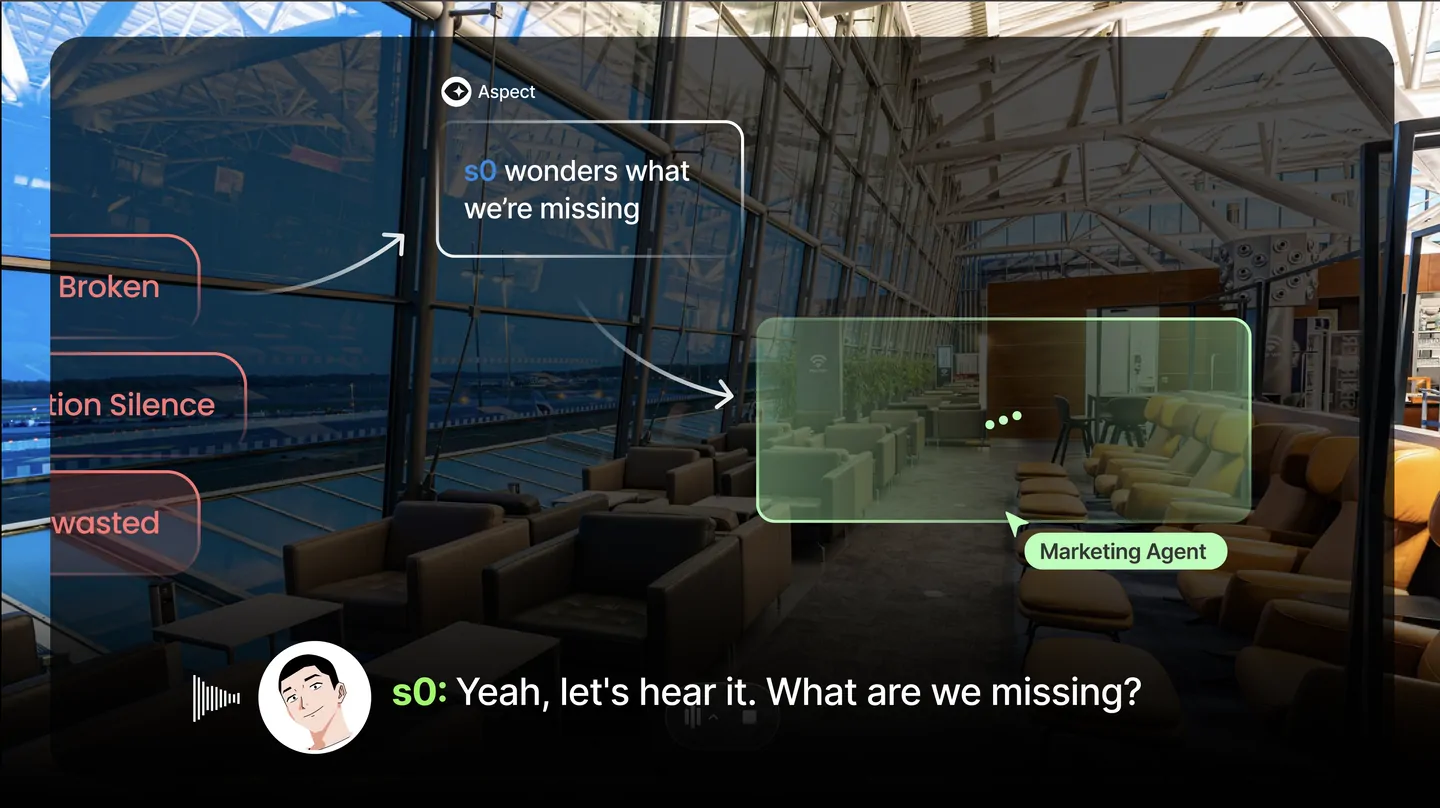 Aspect
s0 wonders what
we're missing
Broken
tion Silence
wasted
Marketing Agent
s0: Yeah, let's hear it. What are we missing?